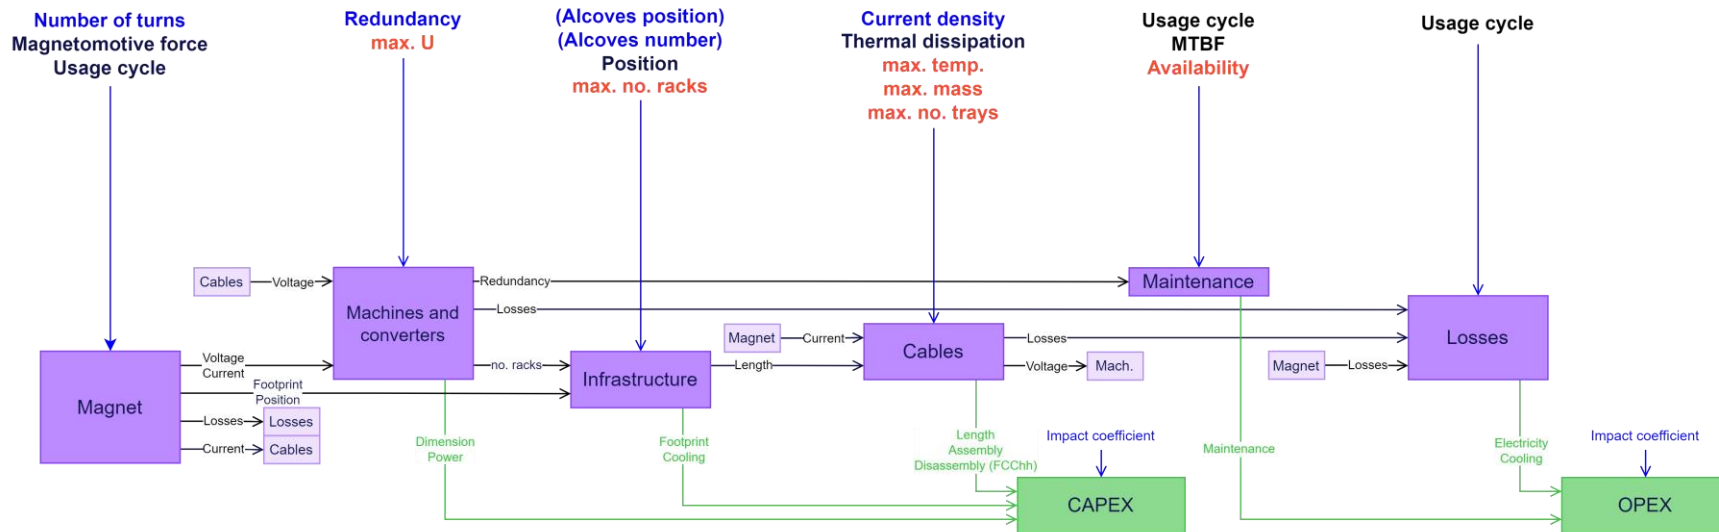 Number of turns
Magnetomotive force
Usage cycle
Redundancy
max. U
(Alcoves position)
(Alcoves number)
Position
max. no. racks
Current density
Thermal dissipation
max. temp.
max. mass
max. no. trays
Usage cycle
MTBF
Availability
Usage cycle
Cables
Voltage
Machines and
converters
Redundancy
Losses
no. racks
Maintenance
Magnet
Current
Cables
Losses
Voltage
Mach.
Losses
Magnet
Losses
Magnet
Voltage
Current
Footprint
Position
Losses
Losses
Current
Cables
Infrastructure
Length
Dimension
Power
Footprint
Cooling
Length
Assembly
Disassembly (FCChh)
Impact coefficient
CAPEX
Maintenance
Electricity
Cooling
Impact coefficient
OPEX